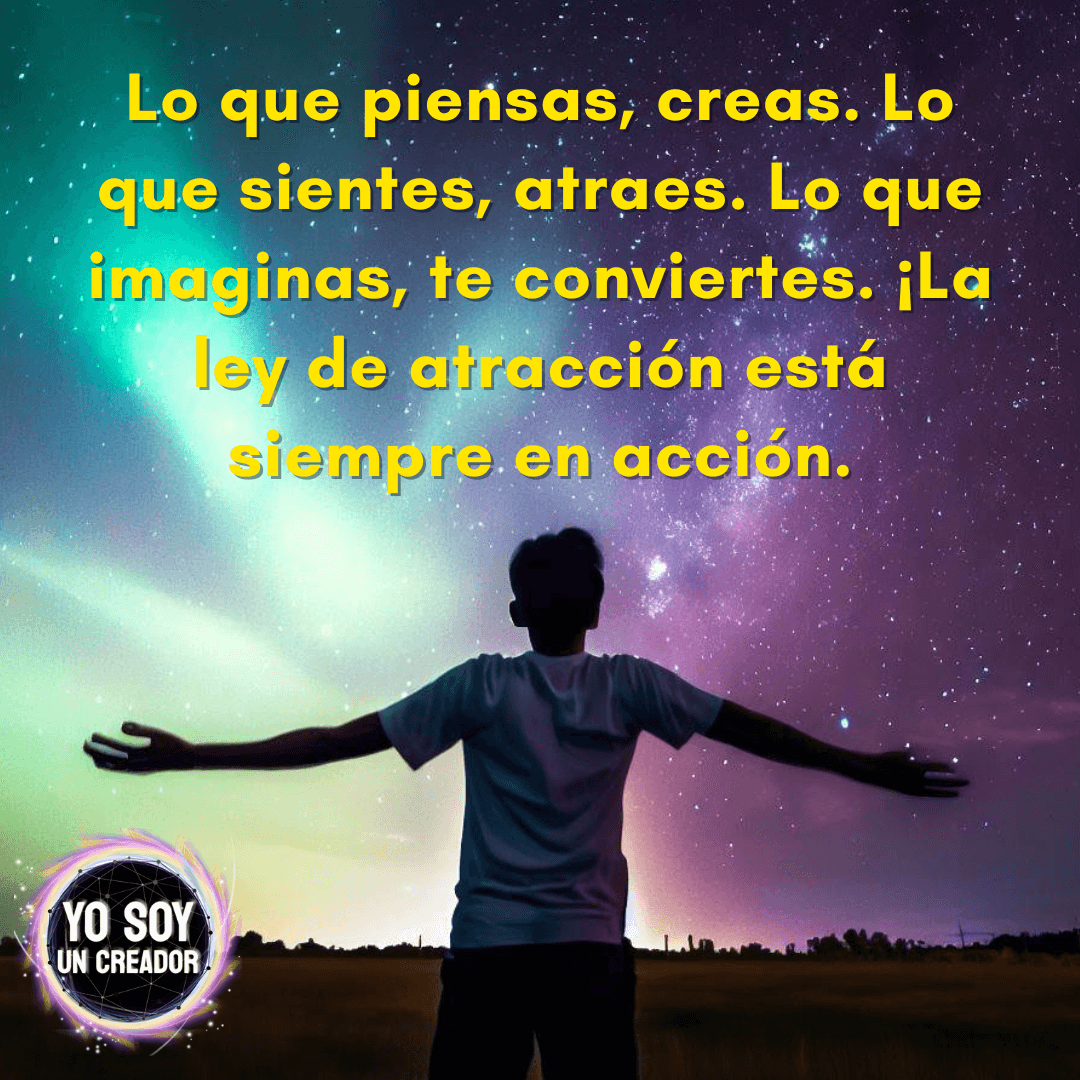 Lo que piensas, creas. Lo
que sientes, atraes. Lo que
imaginas, te conviertes. ¡La
ley de atracción está
siempre en acción.
YO SOY
UN CREADOR